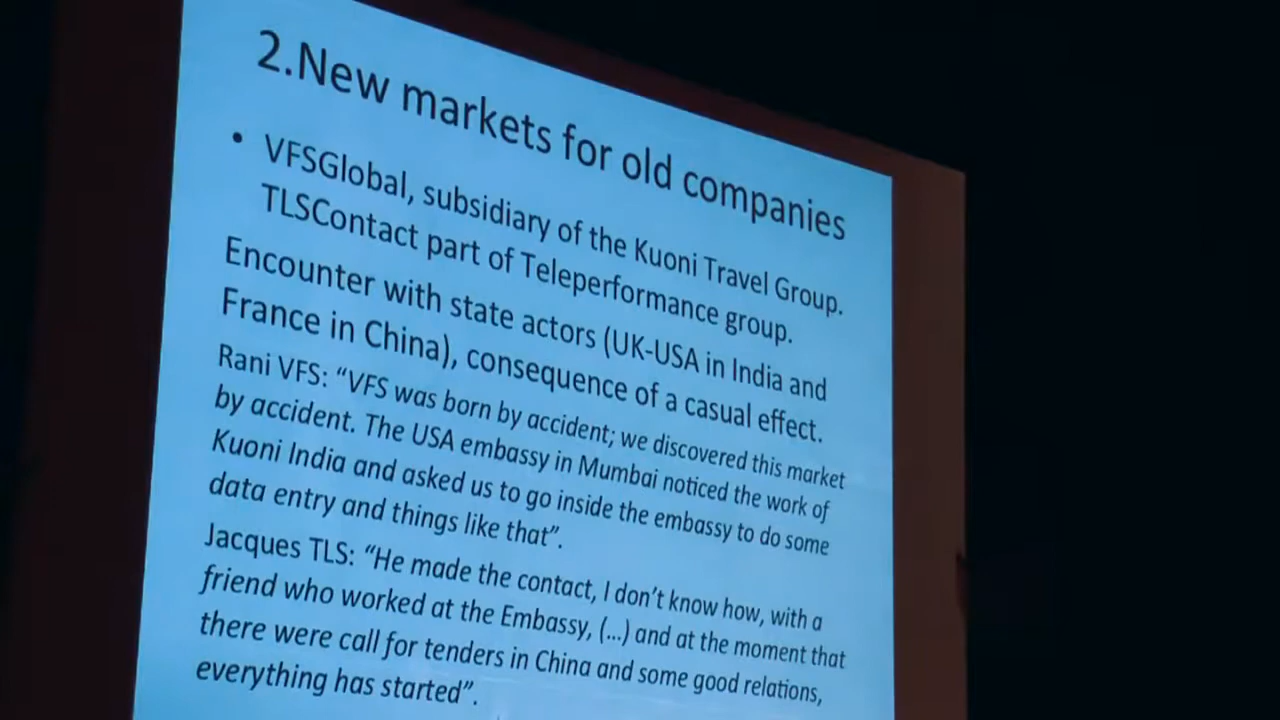 2.New markets for old companies
• VFSGlobal, subsidiary of the Kuoni Travel Group.
TLSContact part of Teleperformance group.
Encounter with state actors (UK-USA in India and
France in China), consequence of a casual effect.
Rani VFS: “VFS was born by accident; we discovered this market
by accident. The USA embassy in Mumbai noticed the work of
Kuoni India and asked us to go inside the embassy to do some
data entry and things like that”.
Jacques TLS: “He made the contact, I don’t know how, with a
friend who worked at the Embassy, (...) and at the moment that
there were call for tenders in China and some good relations,
everything has started”.